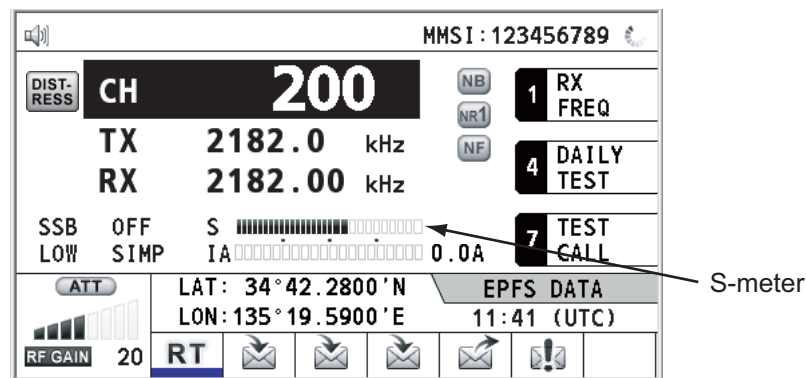 MMSI:123456789
DIST-
RESS
CH 200
NB
1 RX
FREQ
NR1
TX 2182.0 kHz
NF
4 DAILY
TEST
RX 2182.00 kHz
SSB OFF S
7 TEST
CALL
LOW SIMP IA 0.0A
S-meter
ATT
LAT: 34°42.2800'N
EPFS DATA
LON:135°19.5900'E
11:41 (UTC)
RF GAIN 20
RT